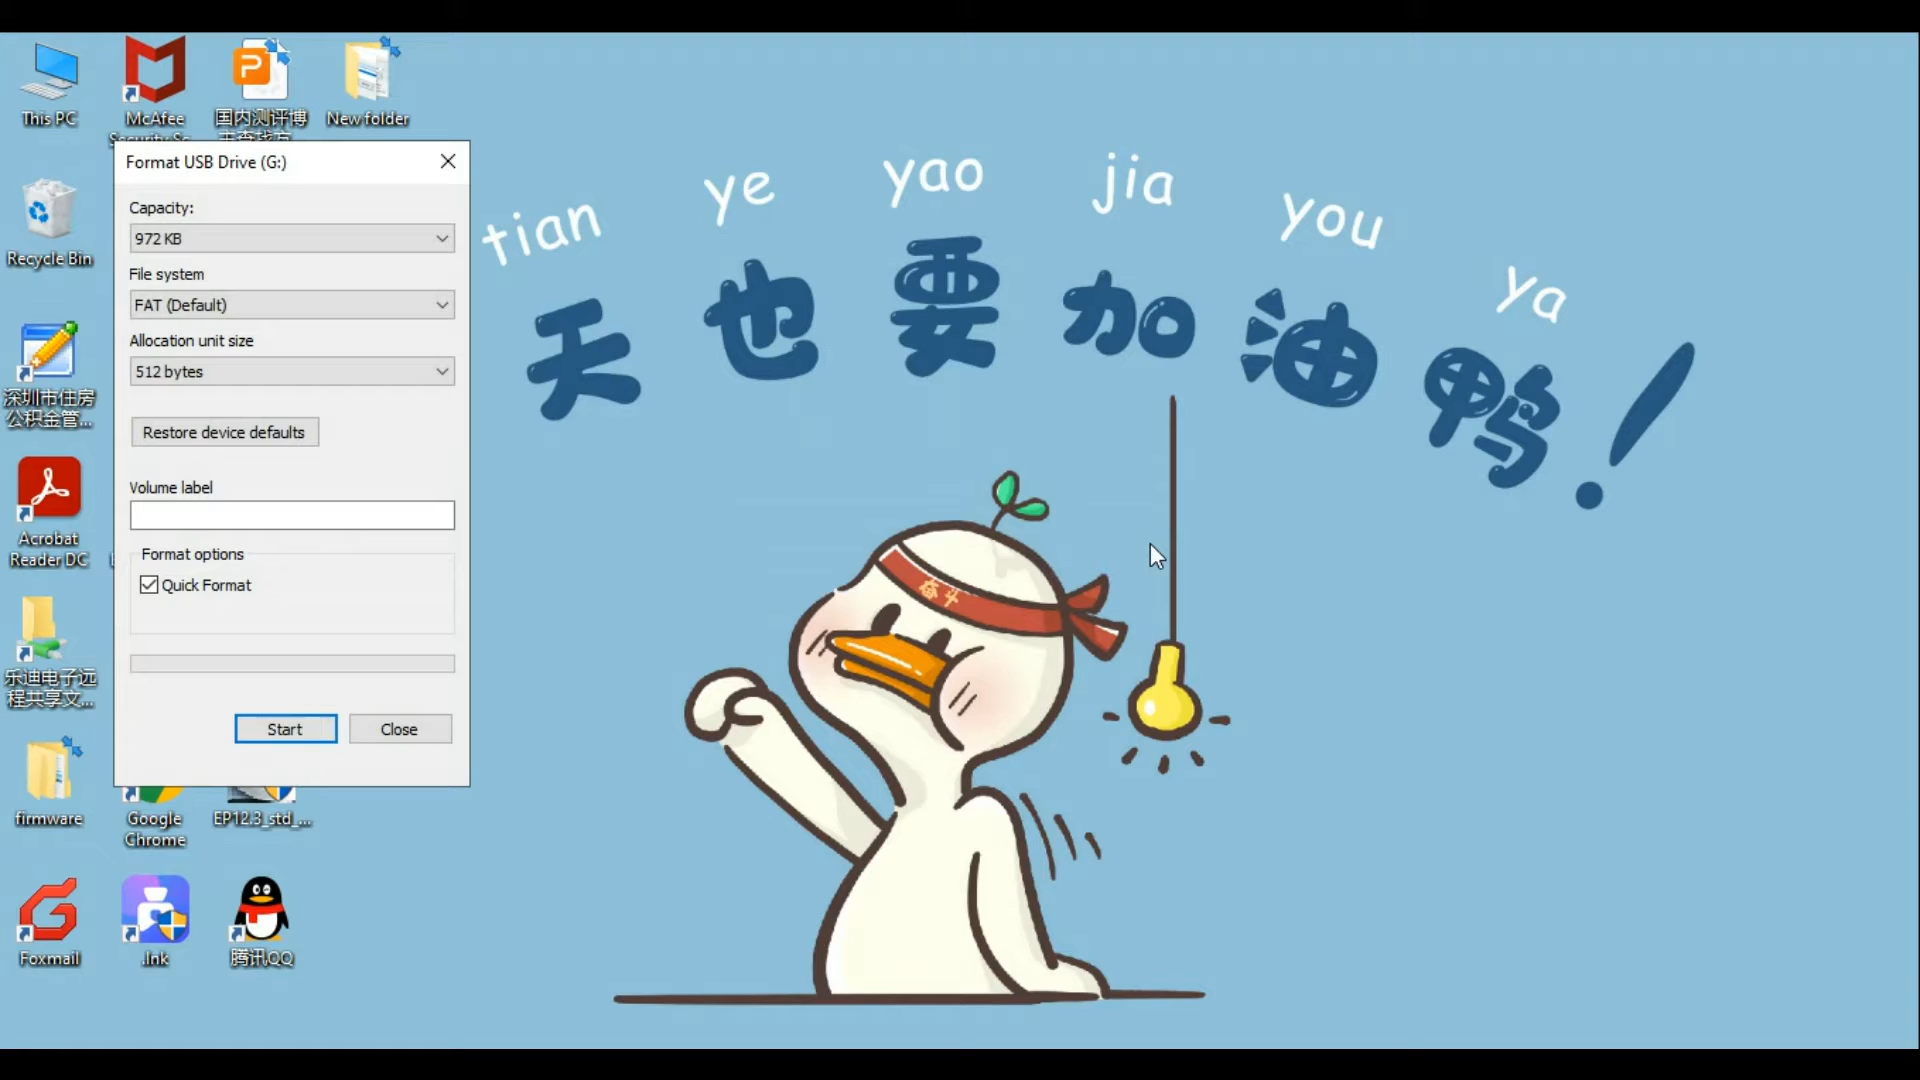 This PC
McAfee
国内测评博
New folder
Format USB Drive (G:)
Capacity:
972 KB
File system
FAT (Default)
Allocation unit size
512 bytes
Restore device defaults
Volume label
Format options
Quick Format
Start
Close
Recycle Bin
深圳市住房
公积金管...
Acrobat
Reader DC
乐迪电子远
程共享文...
firmware
Google
Chrome
EP12.3_std_...
Foxmail
.lnk
腾讯QQ
tian ye yao jia you ya
天也要加油鸭!
奋斗